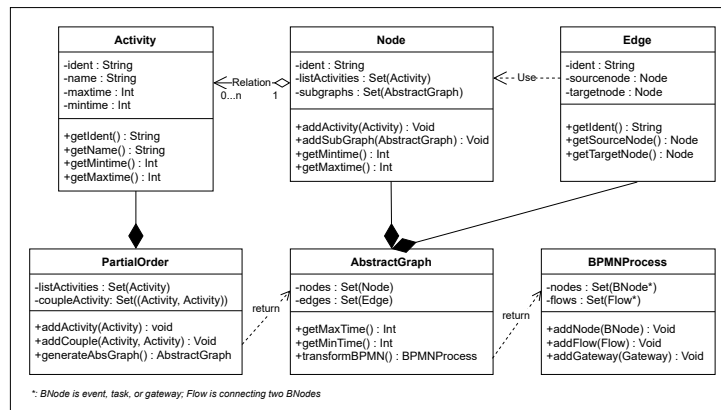 Activity
-ident : String
-name : String
-maxtime : Int
-mintime : Int
+getIdent() : String
+getName() : String
+getMintime() : Int
+getMaxtime() : Int
Relation
0...n
1
Node
-ident : String
-listActivities : Set(Activity)
-subgraphs : Set(AbstractGraph)
+addActivity(Activity) : Void
+addSubGraph(AbstractGraph) : Void
+getMintime() : Int
+getMaxtime() : Int
Use
Edge
-ident : String
-sourcenode : Node
-targetnode : Node
+getIdent() : String
+getSourceNode() : Node
+getTargetNode() : Node
PartialOrder
-listActivities : Set(Activity)
-coupleActivity: Set((Activity, Activity))
+addActivity(Activity) : void
+addCouple(Activity, Activity) : Void
+generateAbsGraph() : AbstractGraph
return
AbstractGraph
-nodes : Set(Node)
-edges : Set(Edge)
+getMaxTime() : Int
+getMinTime() : Int
+transformBPMN() : BPMNProcess
return
BPMNProcess
-nodes : Set(BNode*)
-flows : Set(Flow*)
+addNode(BNode) : Void
+addFlow(Flow) : Void
+addGateway(Gateway) : Void
*: BNode is event, task, or gateway; Flow is connecting two BNodes